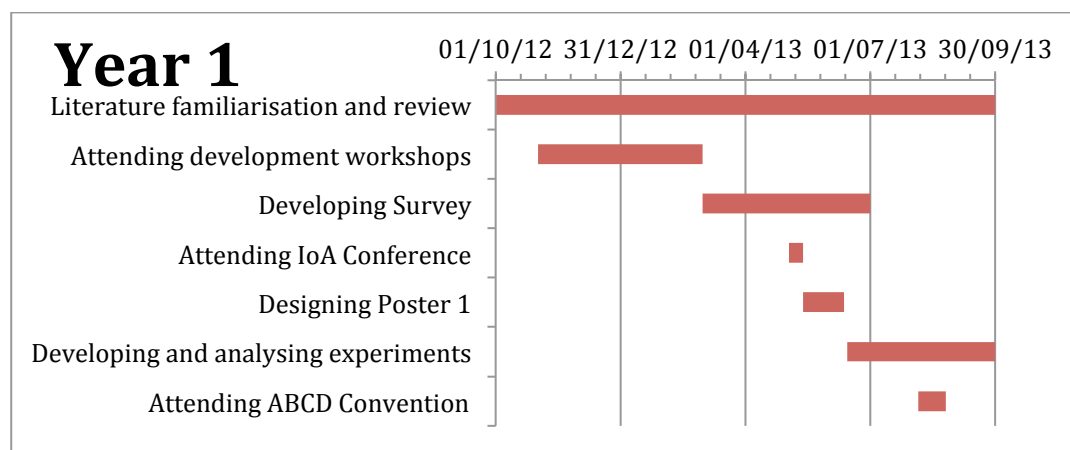 Year 1
01/10/12 31/12/12 01/04/13 01/07/13 30/09/13
Literature familiarisation and review
Attending development workshops
Developing Survey
Attending IoA Conference
Designing Poster 1
Developing and analysing experiments
Attending ABCD Convention